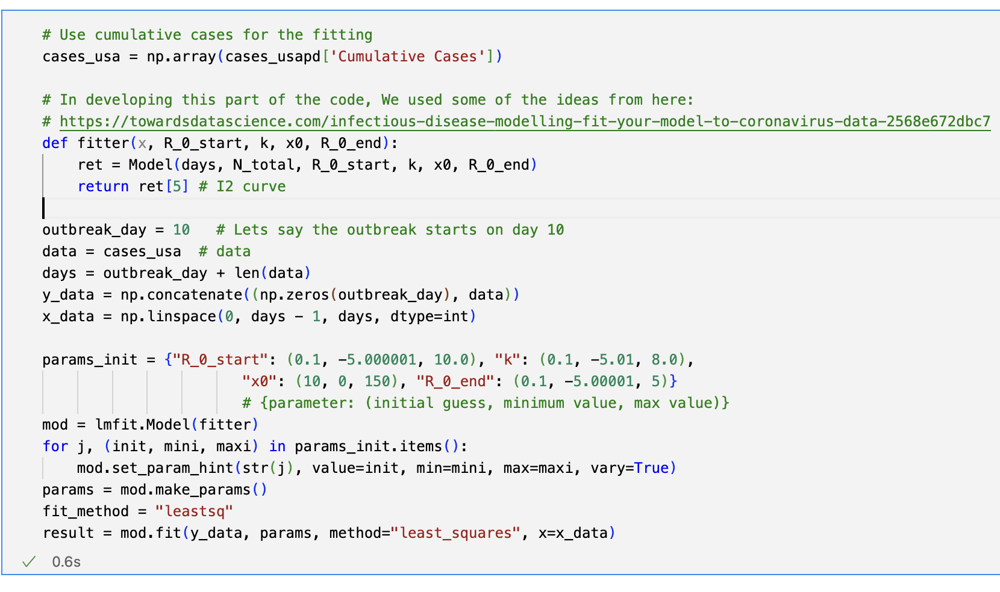 # Use cumulative cases for the fitting
cases_usa = np.array(cases_usapd['Cumulative Cases'])
# In developing this part of the code, We used some of the ideas from here:
# https://towardsdatascience.com/infectious-disease-modelling-fit-your-model-to-coronavirus-data-2568e672dbc7
def fitter(x, R_0_start, k, x0, R_0_end):
    ret = Model(days, N_total, R_0_start, k, x0, R_0_end)
    return ret[5] # I2 curve
outbreak_day = 10   # Lets say the outbreak starts on day 10
data = cases_usa  # data
days = outbreak_day + len(data)
y_data = np.concatenate((np.zeros(outbreak_day), data))
x_data = np.linspace(0, days - 1, days, dtype=int)
params_init = {"R_0_start": (0.1, -5.000001, 10.0), "k": (0.1, -5.01, 8.0),
                       "x0": (10, 0, 150), "R_0_end": (0.1, -5.00001, 5)}
                       # {parameter: (initial guess, minimum value, max value)}
mod = lmfit.Model(fitter)
for j, (init, mini, maxi) in params_init.items():
    mod.set_param_hint(str(j), value=init, min=mini, max=maxi, vary=True)
params = mod.make_params()
fit_method = "leastsq"
result = mod.fit(y_data, params, method="least_squares", x=x_data)
0.6s